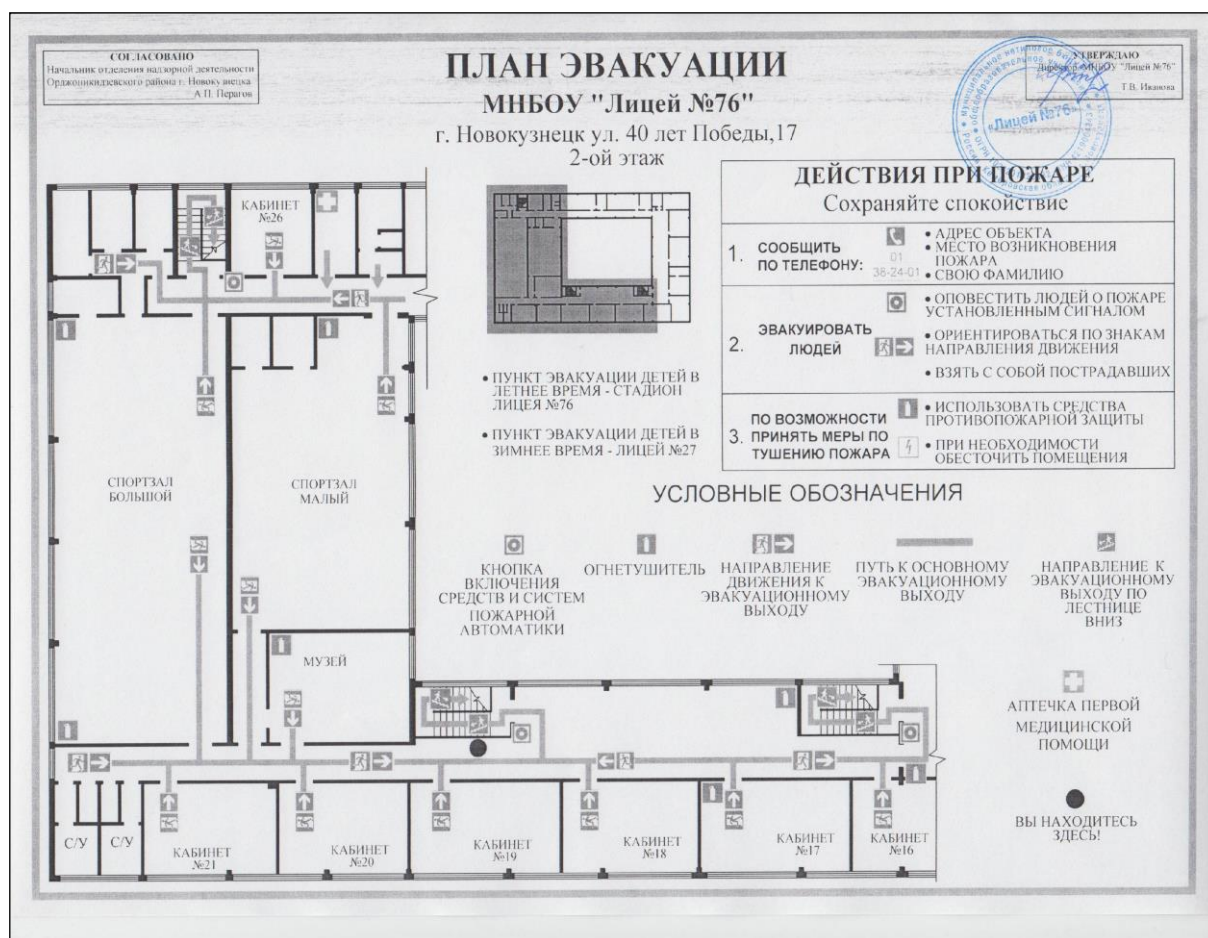 СОГЛАСОВАНО
Начальник отделения надзорной деятельности
Орджоникидзевского района г. Новокузнецка
А.П. Перагов
ПЛАН ЭВАКУАЦИИ
МНБОУ "Лицей №76"
г. Новокузнецк ул. 40 лет Победы,17
2-ой этаж
УТВЕРЖДАЮ
Директор МНБОУ "Лицей №76"
Т.В. Иванова
«Лицей №76»
ДЕЙСТВИЯ ПРИ ПОЖАРЕ
Сохраняйте спокойствие
1. СООБЩИТЬ
ПО ТЕЛЕФОНУ:
01
38-24-01
• АДРЕС ОБЪЕКТА
• МЕСТО ВОЗНИКНОВЕНИЯ
ПОЖАРА
• СВОЮ ФАМИЛИЮ
2. ЭВАКУИРОВАТЬ
ЛЮДЕЙ
• ОПОВЕСТИТЬ ЛЮДЕЙ О ПОЖАРЕ
УСТАНОВЛЕННЫМ СИГНАЛОМ
• ОРИЕНТИРОВАТЬСЯ ПО ЗНАКАМ
НАПРАВЛЕНИЯ ДВИЖЕНИЯ
• ВЗЯТЬ С СОБОЙ ПОСТРАДАВШИХ
3. ПО ВОЗМОЖНОСТИ
ПРИНЯТЬ МЕРЫ ПО
ТУШЕНИЮ ПОЖАРА
• ИСПОЛЬЗОВАТЬ СРЕДСТВА
ПРОТИВОПОЖАРНОЙ ЗАЩИТЫ
• ПРИ НЕОБХОДИМОСТИ
ОБЕСТОЧИТЬ ПОМЕЩЕНИЯ
• ПУНКТ ЭВАКУАЦИИ ДЕТЕЙ В
ЛЕТНЕЕ ВРЕМЯ - СТАДИОН
ЛИЦЕЯ №76
• ПУНКТ ЭВАКУАЦИИ ДЕТЕЙ В
ЗИМНЕЕ ВРЕМЯ - ЛИЦЕЙ №27
КАБИНЕТ
№26
СПОРТЗАЛ
БОЛЬШОЙ
СПОРТЗАЛ
МАЛЫЙ
МУЗЕЙ
УСЛОВНЫЕ ОБОЗНАЧЕНИЯ
КНОПКА
ВКЛЮЧЕНИЯ
СРЕДСТВ И СИСТЕМ
ПОЖАРНОЙ
АВТОМАТИКИ
ОГНЕТУШИТЕЛЬ
НАПРАВЛЕНИЕ
ДВИЖЕНИЯ К
ЭВАКУАЦИОННОМУ
ВЫХОДУ
ПУТЬ К ОСНОВНОМУ
ЭВАКУАЦИОННОМУ
ВЫХОДУ
НАПРАВЛЕНИЕ К
ЭВАКУАЦИОННОМУ
ВЫХОДУ ПО
ЛЕСТНИЦЕ
ВНИЗ
АПТЕЧКА ПЕРВОЙ
МЕДИЦИНСКОЙ
ПОМОЩИ
ВЫ НАХОДИТЕСЬ
ЗДЕСЬ!
С/У
С/У
КАБИНЕТ
№21
КАБИНЕТ
№20
КАБИНЕТ
№19
КАБИНЕТ
№18
КАБИНЕТ
№17
КАБИНЕТ
№16